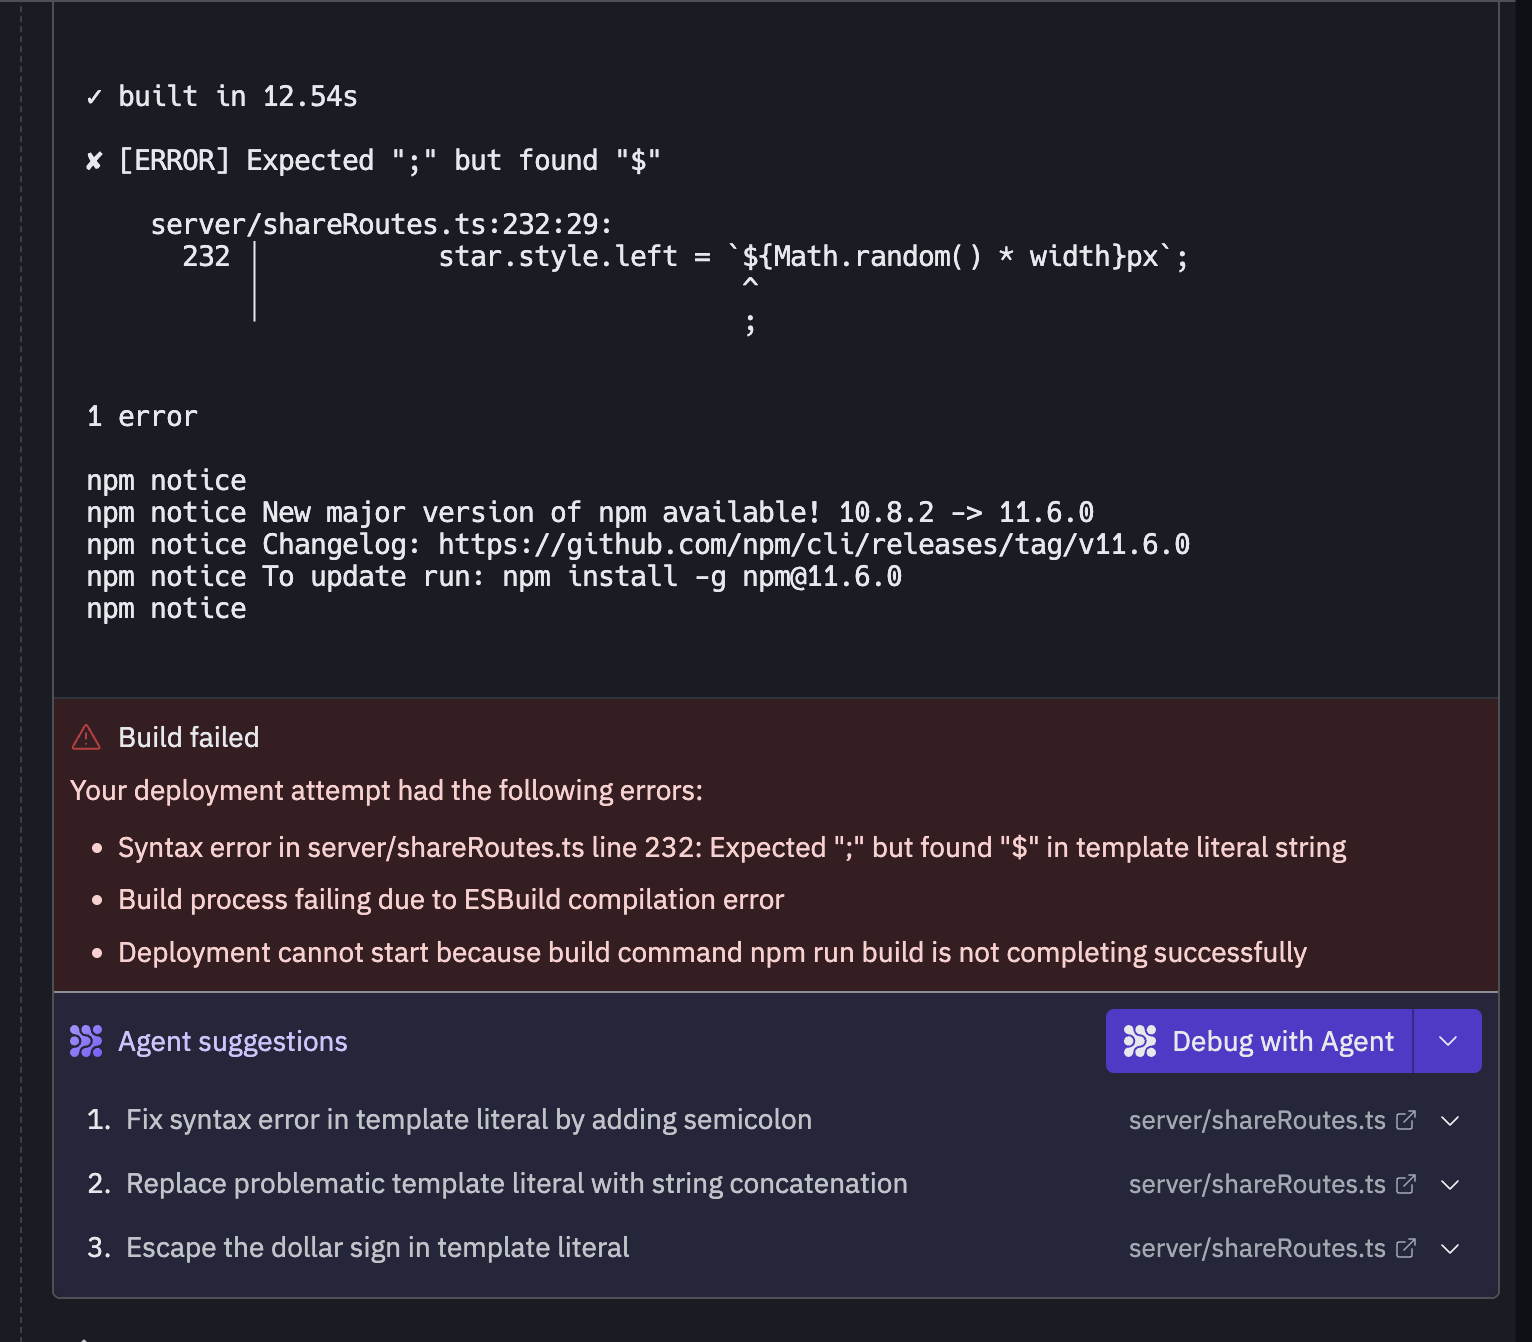 ✓ built in 12.54s
✘ [ERROR] Expected ";" but found "$"
server/shareRoutes.ts:232:29:
232 │ star.style.left = `${Math.random() * width}px`;
^
;
1 error
npm notice
npm notice New major version of npm available! 10.8.2 -> 11.6.0
npm notice Changelog: https://github.com/npm/cli/releases/tag/v11.6.0
npm notice To update run: npm install -g npm@11.6.0
npm notice
Build failed
Your deployment attempt had the following errors:
• Syntax error in server/shareRoutes.ts line 232: Expected ";" but found "$" in template literal string
• Build process failing due to ESBuild compilation error
• Deployment cannot start because build command npm run build is not completing successfully
Agent suggestions
Debug with Agent
1. Fix syntax error in template literal by adding semicolon server/shareRoutes.ts
2. Replace problematic template literal with string concatenation server/shareRoutes.ts
3. Escape the dollar sign in template literal server/shareRoutes.ts